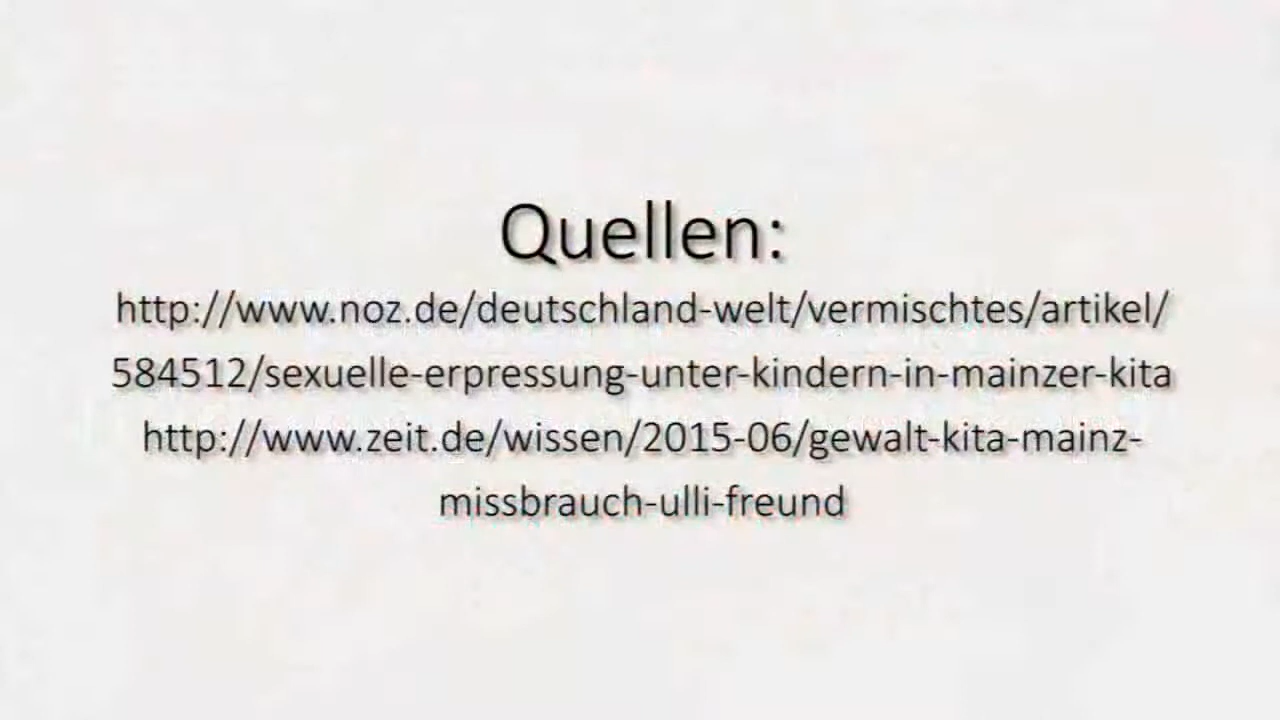 Quellen:
http://www.noz.de/deutschland-welt/vermischtes/artikel/
584512/sexuelle-erpressung-unter-kindern-in-mainzer-kita
http://www.zeit.de/wissen/2015-06/gewalt-kita-mainz-
missbrauch-ulli-freund